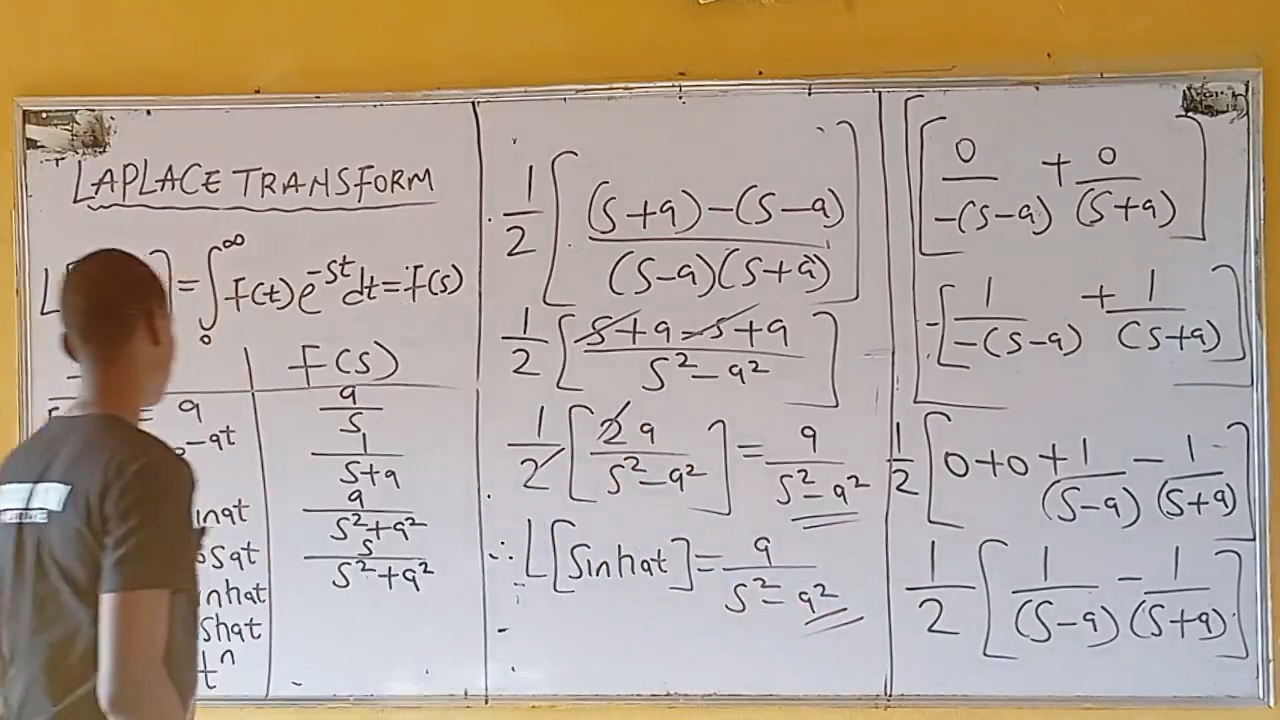 LAPLACE TRANSFORM
L[ ] = ∫₀^∞ f(t)e^-st dt = f(s)
f(s)
= a a/s
-at 1/(s+a)
inat a/(s²+a²)
osat s/(s²+a²)
nhat
shat
tⁿ
1/2 [((s+a)-(s-a))/((s-a)(s+a))]
1/2 [(s+a-s+a)/(s²-a²)]
1/2 [2a/(s²-a²)] = a/(s²-a²)
∴ L[Sinhat] = a/(s²-a²)
[0/-(s-a) + 0/(s+a)]
-[1/-(s-a) + 1/(s+a)]
1/2 [0+0+1/(s-a) - 1/(s+a)]
1/2 [1/(s-a) - 1/(s+a)]